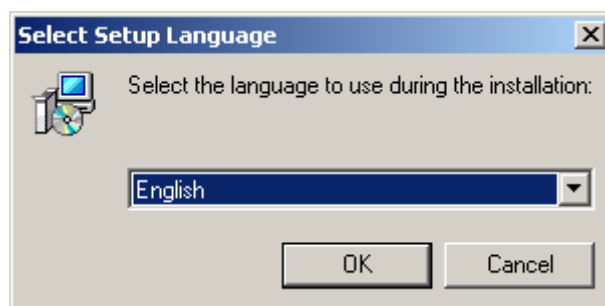 Select Setup Language
Select the language to use during the installation:
English
OK
Cancel